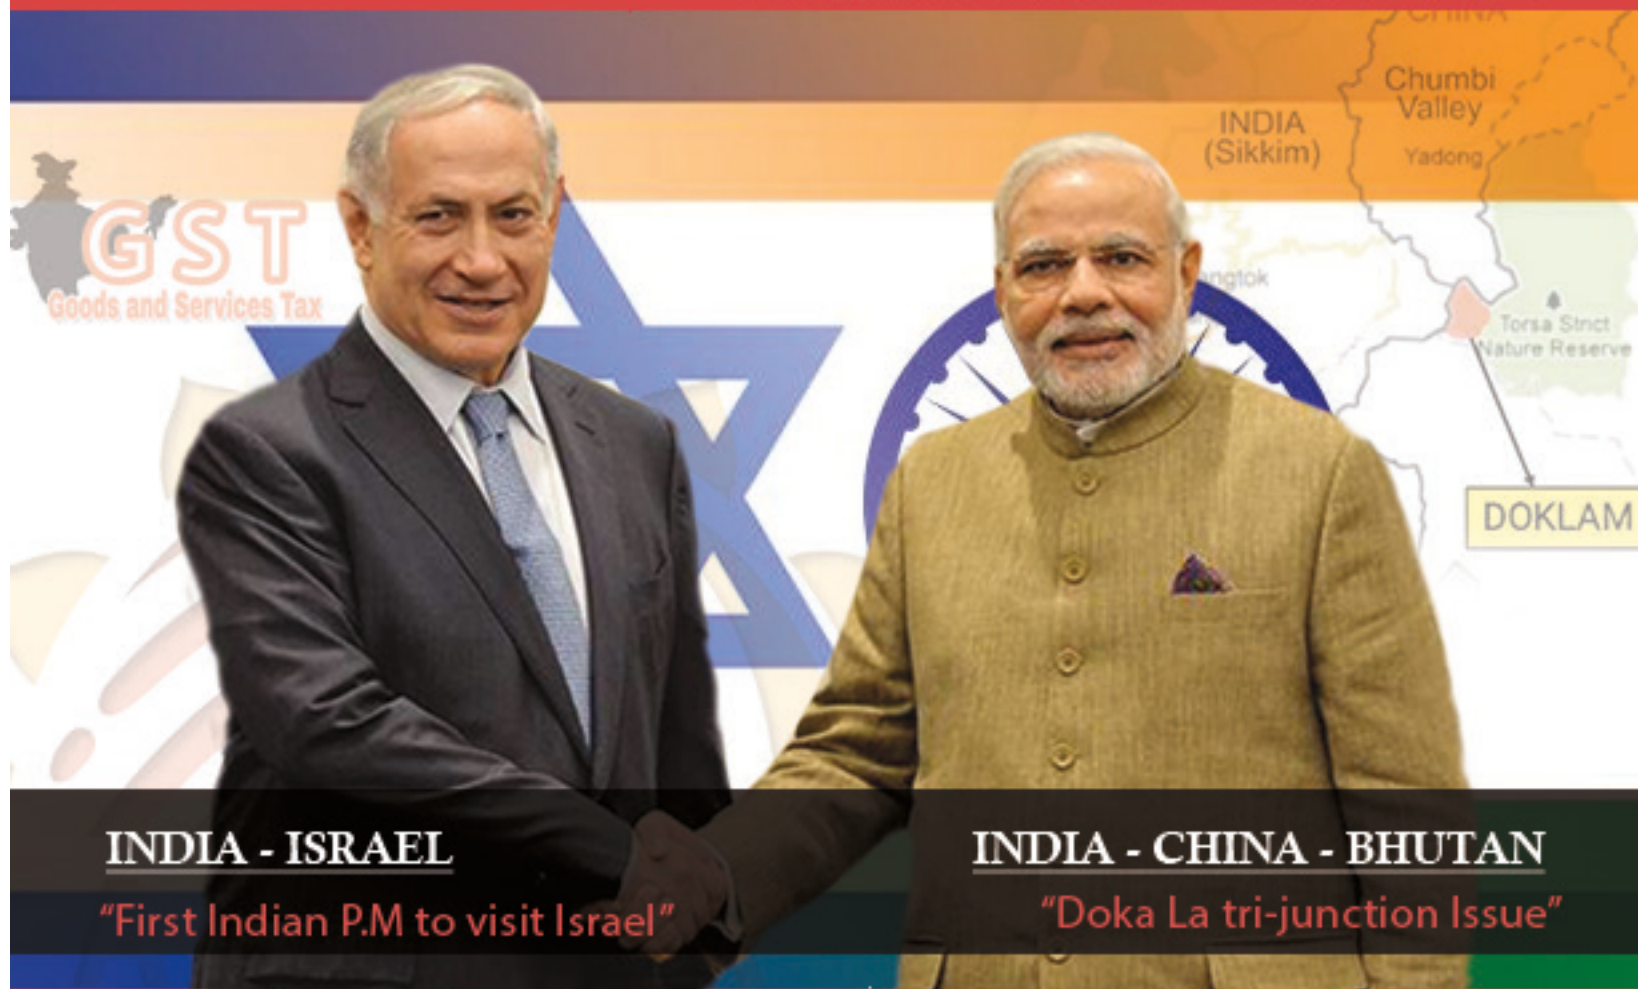 CHINA
Chumbi
Valley
INDIA
(Sikkim)
Yadong
GST
Goods and Services Tax
angtok
Torsa Strict
Nature Reserve
DOKLAM
INDIA - ISRAEL
INDIA - CHINA - BHUTAN
“First Indian P.M to visit Israel”
“Doka La tri-junction Issue”